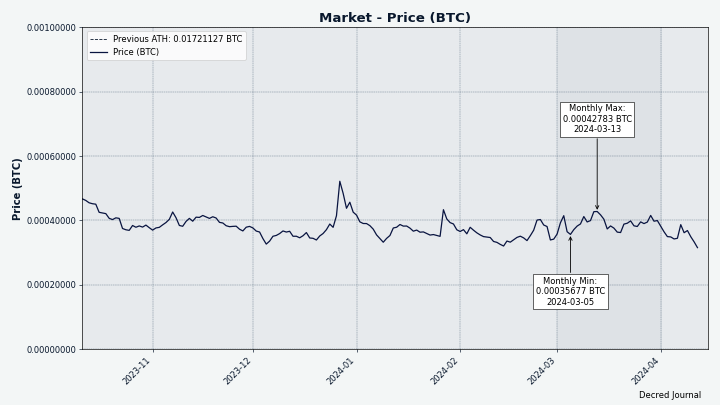 Market - Price (BTC)
Previous ATH: 0.01721127 BTC
Price (BTC)
0.00100000
0.00080000
0.00060000
0.00040000
0.00020000
0.00000000
Price (BTC)
Monthly Max:
0.00042783 BTC
2024-03-13
Monthly Min:
0.00035677 BTC
2024-03-05
2023-11
2023-12
2024-01
2024-02
2024-03
2024-04
Decred Journal